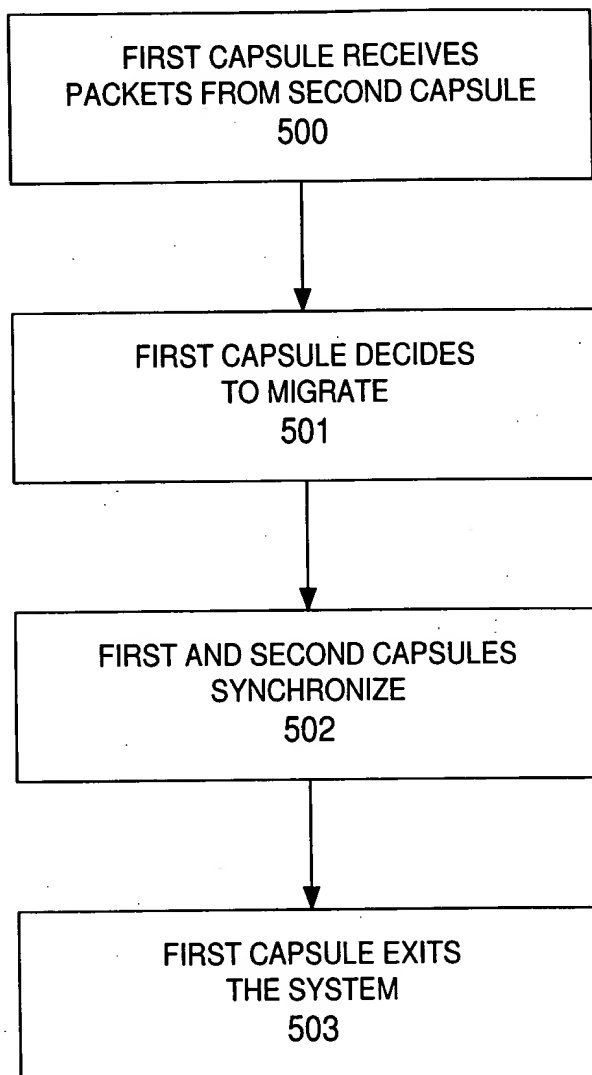 FIRST CAPSULE RECEIVES
PACKETS FROM SECOND CAPSULE
500
FIRST CAPSULE DECIDES
TO MIGRATE
501
FIRST AND SECOND CAPSULES
SYNCHRONIZE
502
FIRST CAPSULE EXITS
THE SYSTEM
503